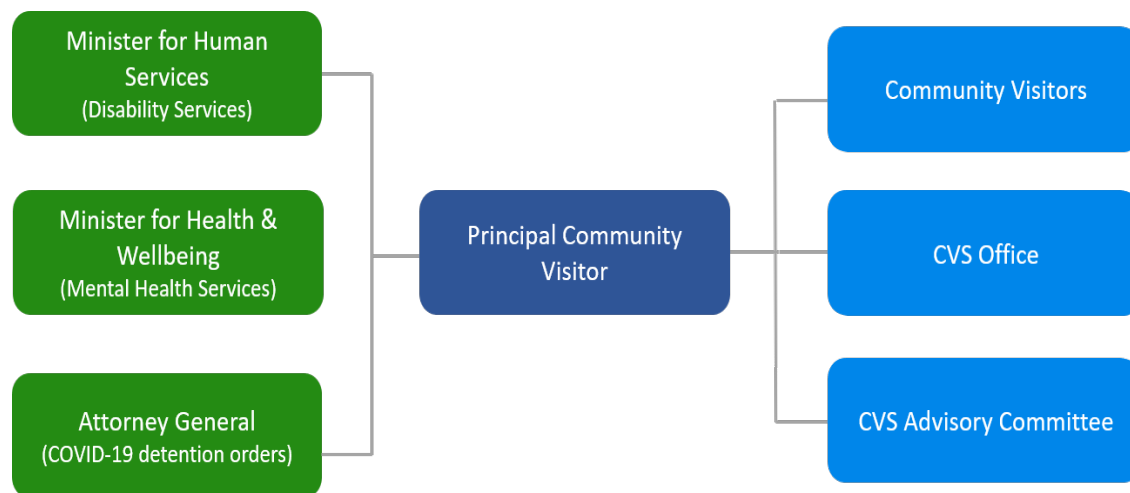 Minister for Human
Services
(Disability Services)
Minister for Health &
Wellbeing
(Mental Health Services)
Attorney General
(COVID-19 detention orders)
Principal Community
Visitor
Community Visitors
CVS Office
CVS Advisory Committee